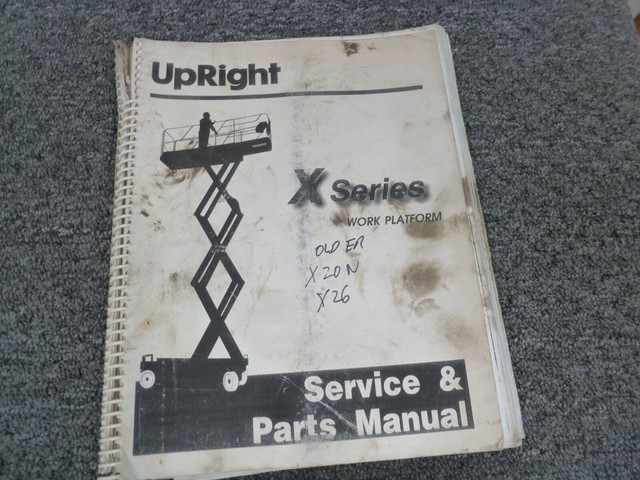 UpRight
X Series
WORK PLATFORM
OLDER
X20N
X26
Service &
Parts Manual